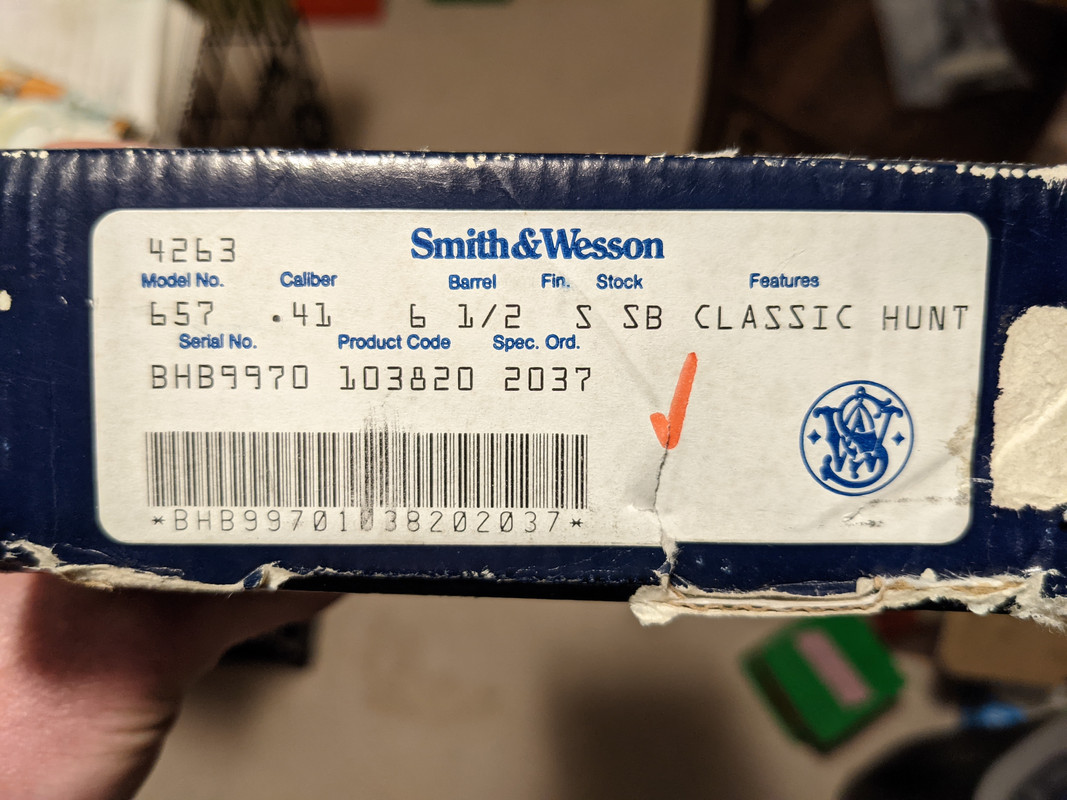 4263
Smith & Wesson
Model No. Caliber Barrel Fin. Stock Features
657 .41 6 1/2 S SB CLASSIC HUNT
Serial No. Product Code Spec. Ord.
BHB9970 103820 2037
*BHB99701038202037*